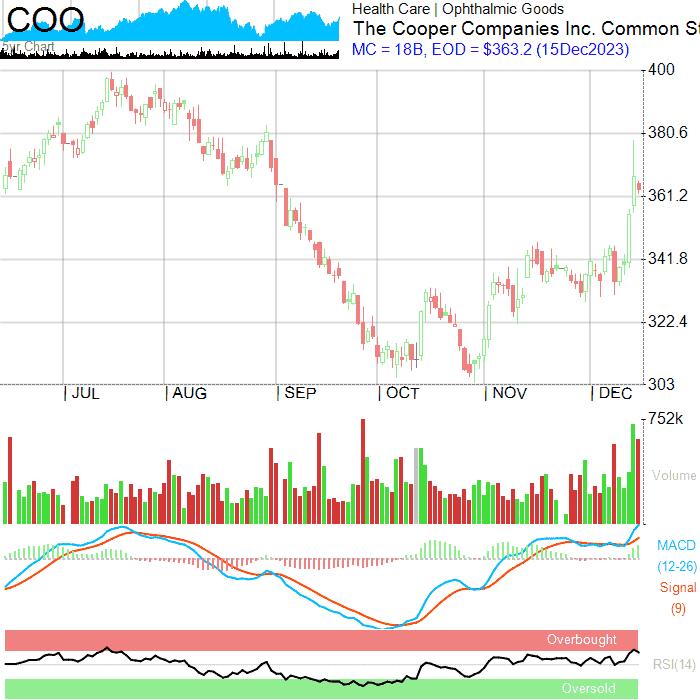 COO
5yr Chart
Health Care | Ophthalmic Goods
The Cooper Companies Inc. Common St
MC = 18B, EOD = $363.2 (15Dec2023)
400
380.6
361.2
341.8
322.4
303
| JUL | AUG | SEP | OCT | NOV | DEC
752k
Volume
MACD
(12-26)
Signal
(9)
Overbought
RSI(14)
Oversold